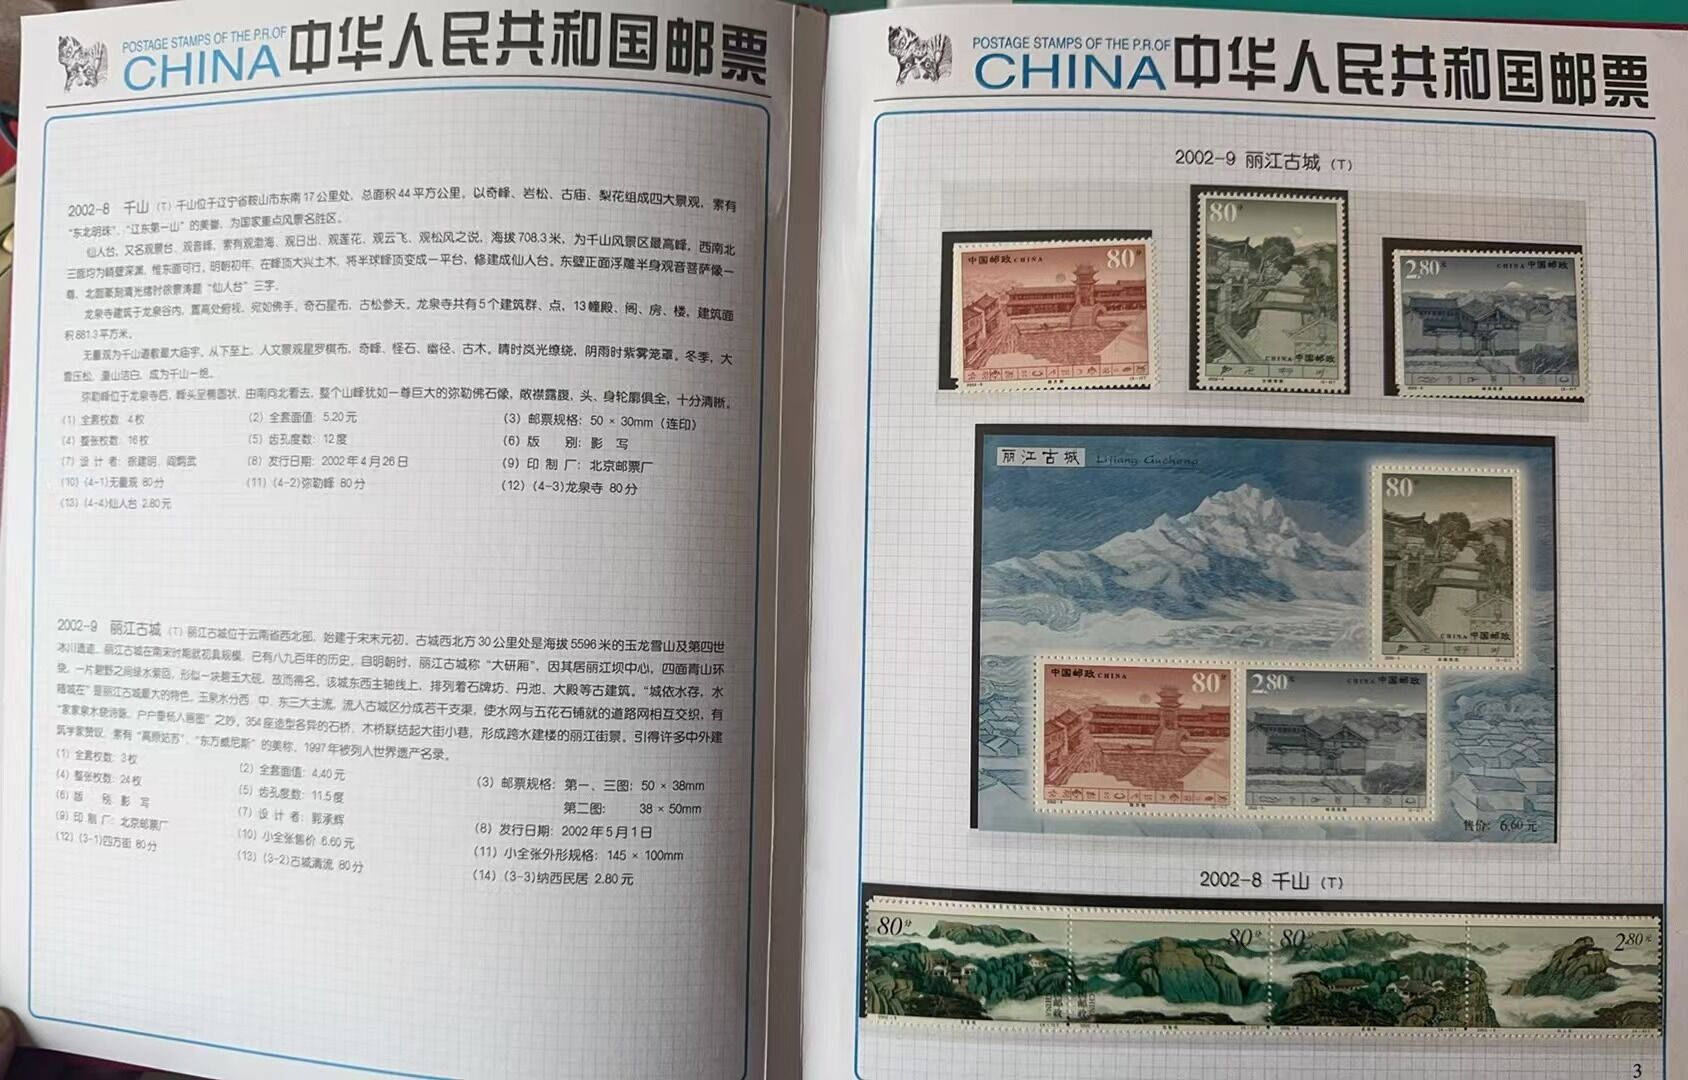 POSTAGE STAMPS OF THE P.R.OF
CHINA 中华人民共和国邮票
2002-8 千山 (T) 千山位于辽宁省鞍山市东南17公里处，总面积44平方公里，以奇峰、岩松、古庙、梨花组成四大景观，素有
“东北明珠”、“辽东第一山”的美誉，为国家重点风景名胜区。
仙人台，又名观景台、观音峰，素有观渤海、观日出、观莲花、观云飞、观松风之说，海拔708.3米，为千山风景区最高峰，西南北
三面均为峭壁深渊，惟东面可行。明朝初年，在峰顶大兴土木，将半球峰顶变成一平台，修建成仙人台。东壁正面浮雕半身观音菩萨像一
尊，北面篆刻清光绪时徐景涛题“仙人台”三字。
龙泉寺建筑于龙泉谷内，置高处俯视，宛如佛手，奇石星布，古松参天，龙泉寺共有5个建筑群、点，13幢殿、阁、房、楼，建筑面
积881.3平方米。
无量观为千山道教最大庙宇，从下至上，人文景观星罗棋布，奇峰、怪石、幽径、古木。晴时岚光缭绕，阴雨时紫雾笼罩。冬季，大
雪压松，重山洁白，成为千山一绝。
弥勒峰位于龙泉寺后，峰头呈椭圆状，由南向北看去，整个山峰犹如一尊巨大的弥勒佛石像，敞襟露腹，头、身轮廓俱全，十分清晰。
(1) 全套枚数：4枚 (2) 全套面值：5.20元 (3) 邮票规格：50 × 30mm（连印）
(4) 整张枚数：16枚 (5) 齿孔度数：12度 (6) 版 别：影 写
(7) 设 计 者：徐建明、阎炳武 (8) 发行日期：2002年4月26日 (9) 印 制 厂：北京邮票厂
(10) (4-1)无量观 80分 (11) (4-2)弥勒峰 80分 (12) (4-3)龙泉寺 80分
(13) (4-4)仙人台 2.80元
2002-9 丽江古城 (T) 丽江古城位于云南省西北部，始建于宋末元初，古城西北方30公里处是海拔5596米的玉龙雪山及第四世
冰川遗迹。丽江古城在南宋时期就初具规模，已有八九百年的历史，自明朝时，丽江古城称“大研厢”，因其居丽江坝中心，四面青山环
绕，一片碧野之间绿水萦回，形似一块碧玉大砚，故而得名，该城东西主轴线上，排列着石牌坊、丹池、大殿等古建筑。“城依水存，水
随城在”是丽江古城最大的特色，玉泉水分西、中、东三大主流，流入古城区分成若干支渠，使水网与五花石铺就的道路网相互交织，有
“家家泉水绕诗跞，户户垂杨入画图”之妙。354座造型各异的石桥，木桥联结起大街小巷，形成跨水建楼的丽江街景。引得许多中外建
筑学家赞叹，素有“高原姑苏”、“东方威尼斯”的美称，1997年被列入世界遗产名录。
(1) 全套枚数：3枚 (2) 全套面值：4.40元 (3) 邮票规格：第一、三图：50 × 38mm
(4) 整张枚数：24枚 (5) 齿孔度数：11.5度 第二图： 38 × 50mm
(6) 版 别 影 写 (7) 设 计 者：郭承辉 (8) 发行日期：2002年5月1日
(9) 印 制 厂：北京邮票厂 (10) 小全张售价 6.60元 (11) 小全张外形规格：145 × 100mm
(12) (3-1)四方街 80分 (13) (3-2)古城清流 80分 (14) (3-3)纳西民居 2.80元
POSTAGE STAMPS OF THE P.R.OF
CHINA 中华人民共和国邮票
2002-9 丽江古城 (T)
中国邮政 CHINA 80分
80分
CHINA 中国邮政
2.80元 CHINA 中国邮政
丽江古城 Lijiang Gucheng
80分
CHINA 中国邮政
中国邮政 CHINA 80分
2.80元 CHINA 中国邮政
售价：6.60元
2002-8 千山 (T)
80分 80分 80分 2.80元
中国邮政 CHINA
3